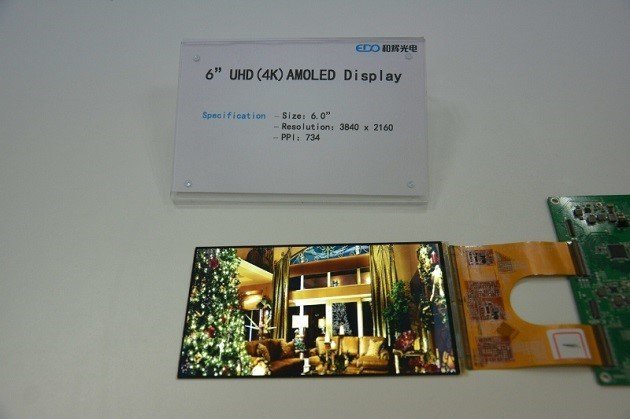 EDO 和辉光电
6” UHD(4K)AMOLED Display
Specification －Size: 6.0”
－Resolution: 3840 x 2160
－PPI: 734